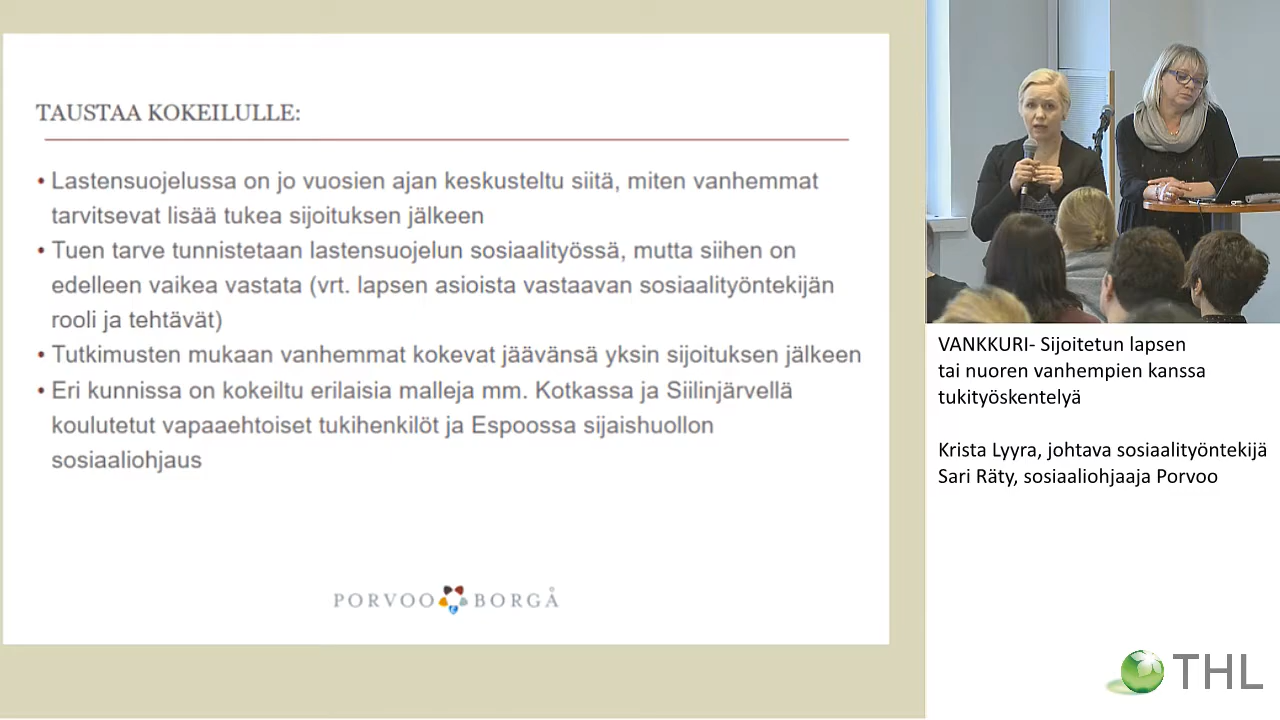 TAUSTAA KOKEILULLE:
• Lastensuojelussa on jo vuosien ajan keskusteltu siitä, miten vanhemmat
tarvitsevat lisää tukea sijoituksen jälkeen
• Tuen tarve tunnistetaan lastensuojelun sosiaalityössä, mutta siihen on
edelleen vaikea vastata (vrt. lapsen asioista vastaavan sosiaalityöntekijän
rooli ja tehtävät)
• Tutkimusten mukaan vanhemmat kokevat jäävänsä yksin sijoituksen jälkeen
• Eri kunnissa on kokeiltu erilaisia malleja mm. Kotkassa ja Siilinjärvellä
koulutetut vapaaehtoiset tukihenkilöt ja Espoossa sijaishuollon
sosiaaliohjaus
PORVOO BORGÅ
VANKKURI- Sijoitetun lapsen
tai nuoren vanhempien kanssa
tukityöskentelyä
Krista Lyyra, johtava sosiaalityöntekijä
Sari Räty, sosiaaliohjaaja Porvoo
THL